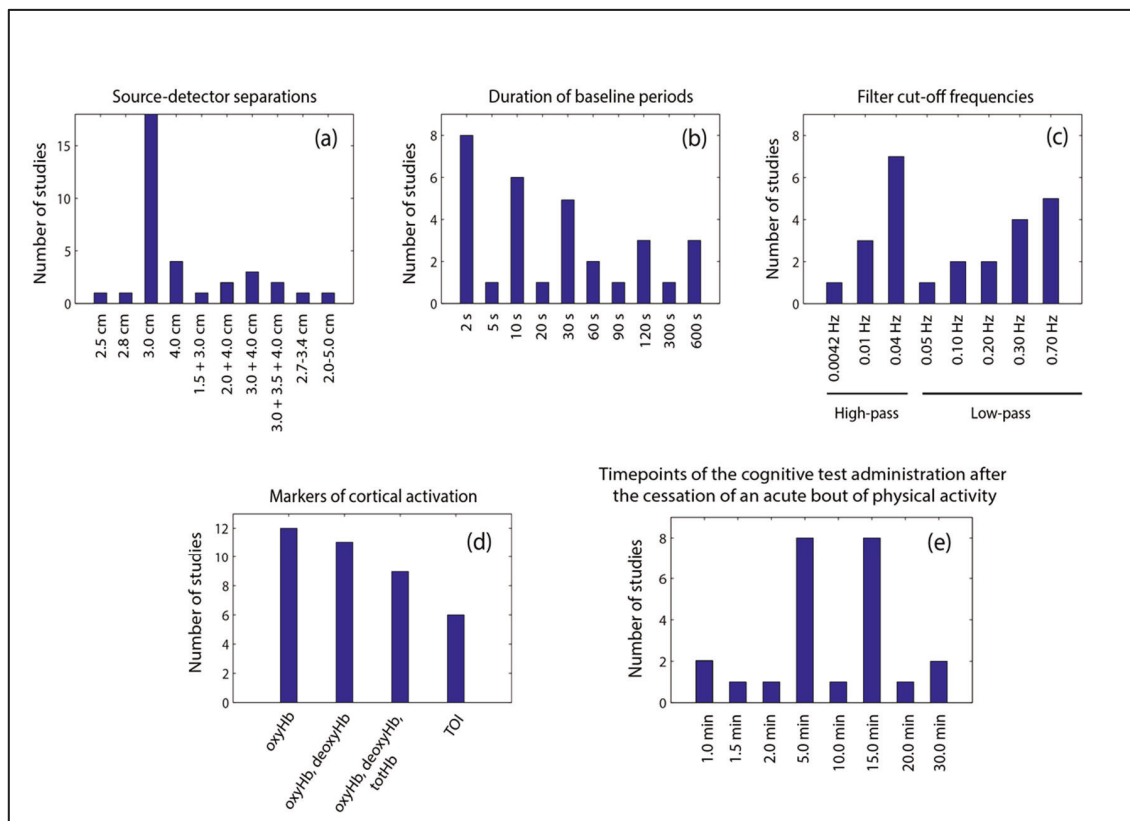 Source-detector separations
(a)
Number of studies
15
10
5
0
2.5 cm
2.8 cm
3.0 cm
4.0 cm
1.5 + 3.0 cm
2.0 + 4.0 cm
3.0 + 4.0 cm
3.0 + 3.5 + 4.0 cm
2.7-3.4 cm
2.0-5.0 cm
Duration of baseline periods
(b)
Number of studies
8
6
4
2
0
2 s
5 s
10 s
20 s
30 s
60 s
90 s
120 s
300 s
600 s
Filter cut-off frequencies
(c)
Number of studies
8
6
4
2
0
0.0042 Hz
0.01 Hz
0.04 Hz
0.05 Hz
0.10 Hz
0.20 Hz
0.30 Hz
0.70 Hz
High-pass
Low-pass
Markers of cortical activation
(d)
Number of studies
12
10
8
6
4
2
0
oxyHb
oxyHb, deoxyHb
oxyHb, deoxyHb,
totHb
TOI
Timepoints of the cognitive test administration after
the cessation of an acute bout of physical activity
(e)
Number of studies
8
6
4
2
0
1.0 min
1.5 min
2.0 min
5.0 min
10.0 min
15.0 min
20.0 min
30.0 min